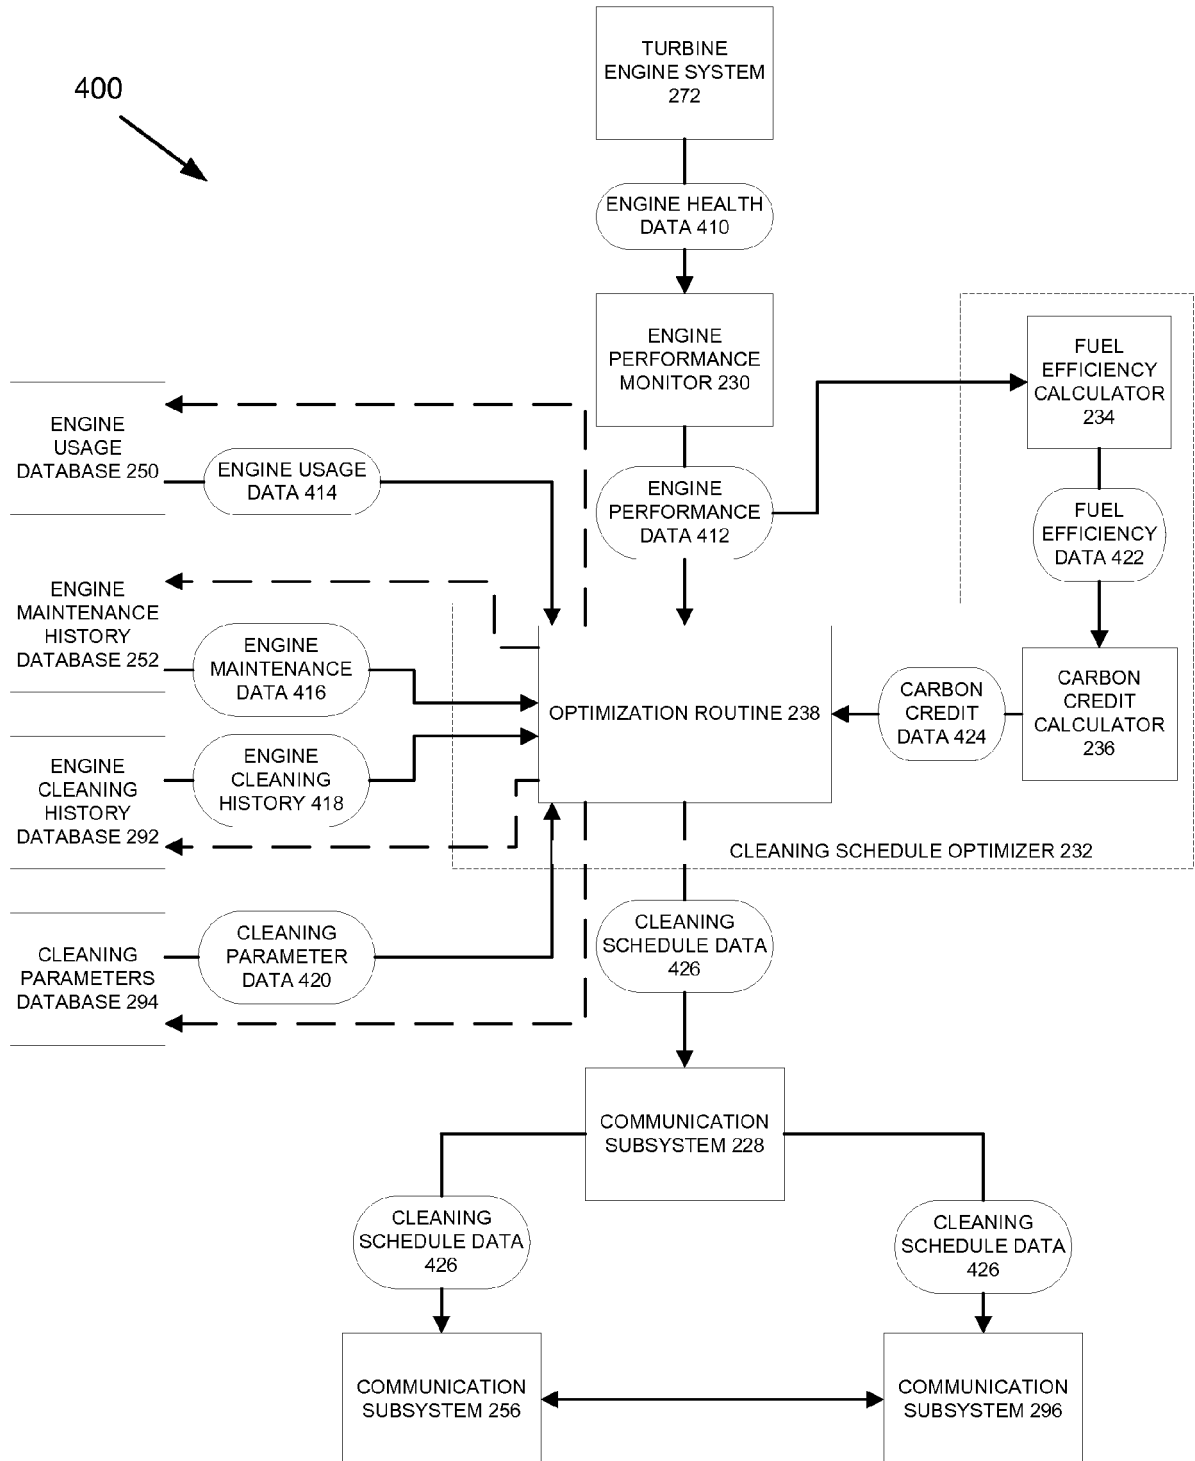 400
TURBINE
ENGINE SYSTEM
272
ENGINE HEALTH
DATA 410
ENGINE
PERFORMANCE
MONITOR 230
FUEL
EFFICIENCY
CALCULATOR
234
ENGINE
USAGE
DATABASE 250
ENGINE USAGE
DATA 414
ENGINE
PERFORMANCE
DATA 412
FUEL
EFFICIENCY
DATA 422
ENGINE
MAINTENANCE
HISTORY
DATABASE 252
ENGINE
MAINTENANCE
DATA 416
OPTIMIZATION ROUTINE 238
CARBON
CREDIT
DATA 424
CARBON
CREDIT
CALCULATOR
236
ENGINE
CLEANING
HISTORY
DATABASE 292
ENGINE
CLEANING
HISTORY 418
CLEANING SCHEDULE OPTIMIZER 232
CLEANING
PARAMETERS
DATABASE 294
CLEANING
PARAMETER
DATA 420
CLEANING
SCHEDULE DATA
426
COMMUNICATION
SUBSYSTEM 228
CLEANING
SCHEDULE DATA
426
CLEANING
SCHEDULE DATA
426
COMMUNICATION
SUBSYSTEM 256
COMMUNICATION
SUBSYSTEM 296